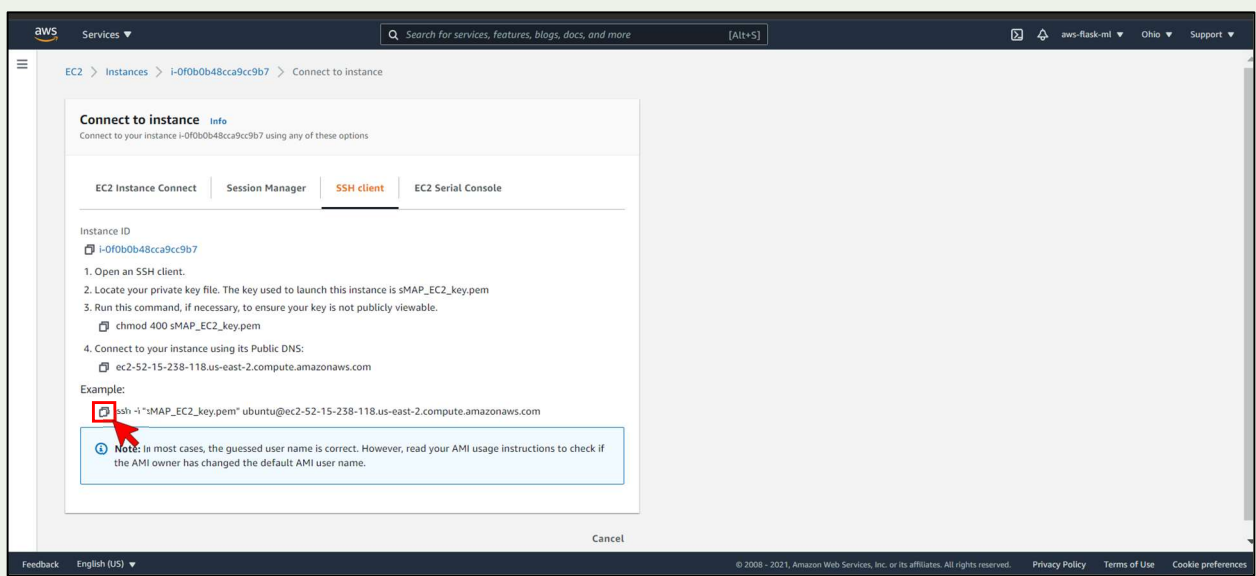 aws
Services ▼
Search for services, features, blogs, docs, and more [Alt+S]
aws-flask-ml ▼ Ohio ▼ Support ▼
EC2 > Instances > i-0f0b0b48cca9cc9b7 > Connect to instance
Connect to instance Info
Connect to your instance i-0f0b0b48cca9cc9b7 using any of these options
EC2 Instance Connect Session Manager SSH client EC2 Serial Console
Instance ID
i-0f0b0b48cca9cc9b7
1. Open an SSH client.
2. Locate your private key file. The key used to launch this instance is sMAP_EC2_key.pem
3. Run this command, if necessary, to ensure your key is not publicly viewable.
chmod 400 sMAP_EC2_key.pem
4. Connect to your instance using its Public DNS:
ec2-52-15-238-118.us-east-2.compute.amazonaws.com
Example:
ssh -i "sMAP_EC2_key.pem" ubuntu@ec2-52-15-238-118.us-east-2.compute.amazonaws.com
Note: In most cases, the guessed user name is correct. However, read your AMI usage instructions to check if
the AMI owner has changed the default AMI user name.
Cancel
Feedback English (US) ▼ © 2008 - 2021, Amazon Web Services, Inc. or its affiliates. All rights reserved. Privacy Policy Terms of Use Cookie preferences